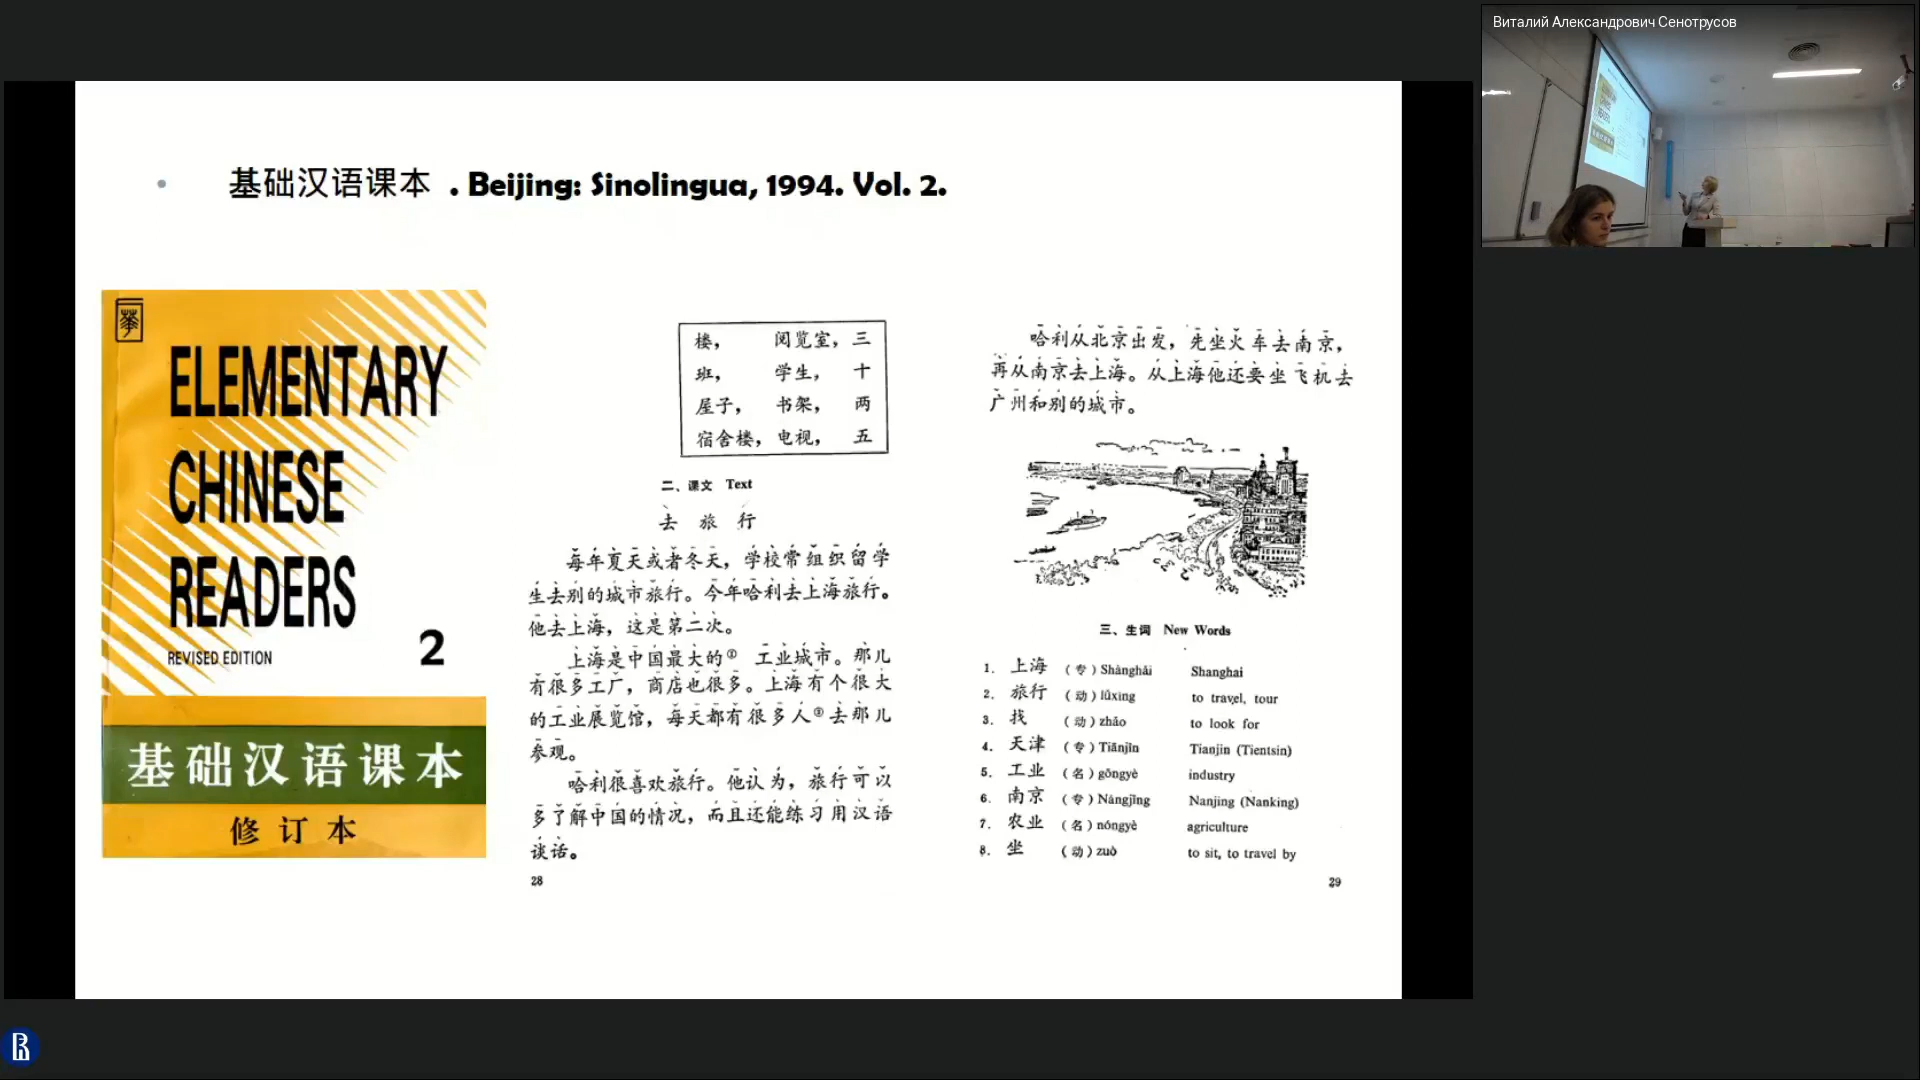 Виталий Александрович Сенотрусов
• 基础汉语课本 . Beijing: Sinolingua, 1994. Vol. 2.
ELEMENTARY
CHINESE
READERS
REVISED EDITION 2
基础汉语课本
修订本
楼， 阅览室，三
班， 学生， 十
屋子， 书架， 两
宿舍楼，电视， 五
二、课文 Text
去 旅 行
每年夏天或者冬天，学校常组织留学
生去别的城市旅行。今年哈利去上海旅行。
他去上海，这是第二次。
上海是中国最大的① 工业城市。那儿
有很多工厂，商店也很多。上海有个很大
的工业展览馆，每天都有很多人②去那儿
参观。
哈利很喜欢旅行。他认为，旅行可以
多了解中国的情况，而且还能练习用汉语
谈话。
28
哈利从北京出发，先坐火车去南京，
再从南京去上海。从上海他还要坐飞机去
广州和别的城市。
三、生词 New Words
1. 上海 （专）Shànghǎi Shanghai
2. 旅行 （动）lǚxíng to travel, tour
3. 找 （动）zhǎo to look for
4. 天津 （专）Tiānjīn Tianjin (Tientsin)
5. 工业 （名）gōngyè industry
6. 南京 （专）Nánjīng Nanjing (Nanking)
7. 农业 （名）nóngyè agriculture
8. 坐 （动）zuò to sit, to travel by
29